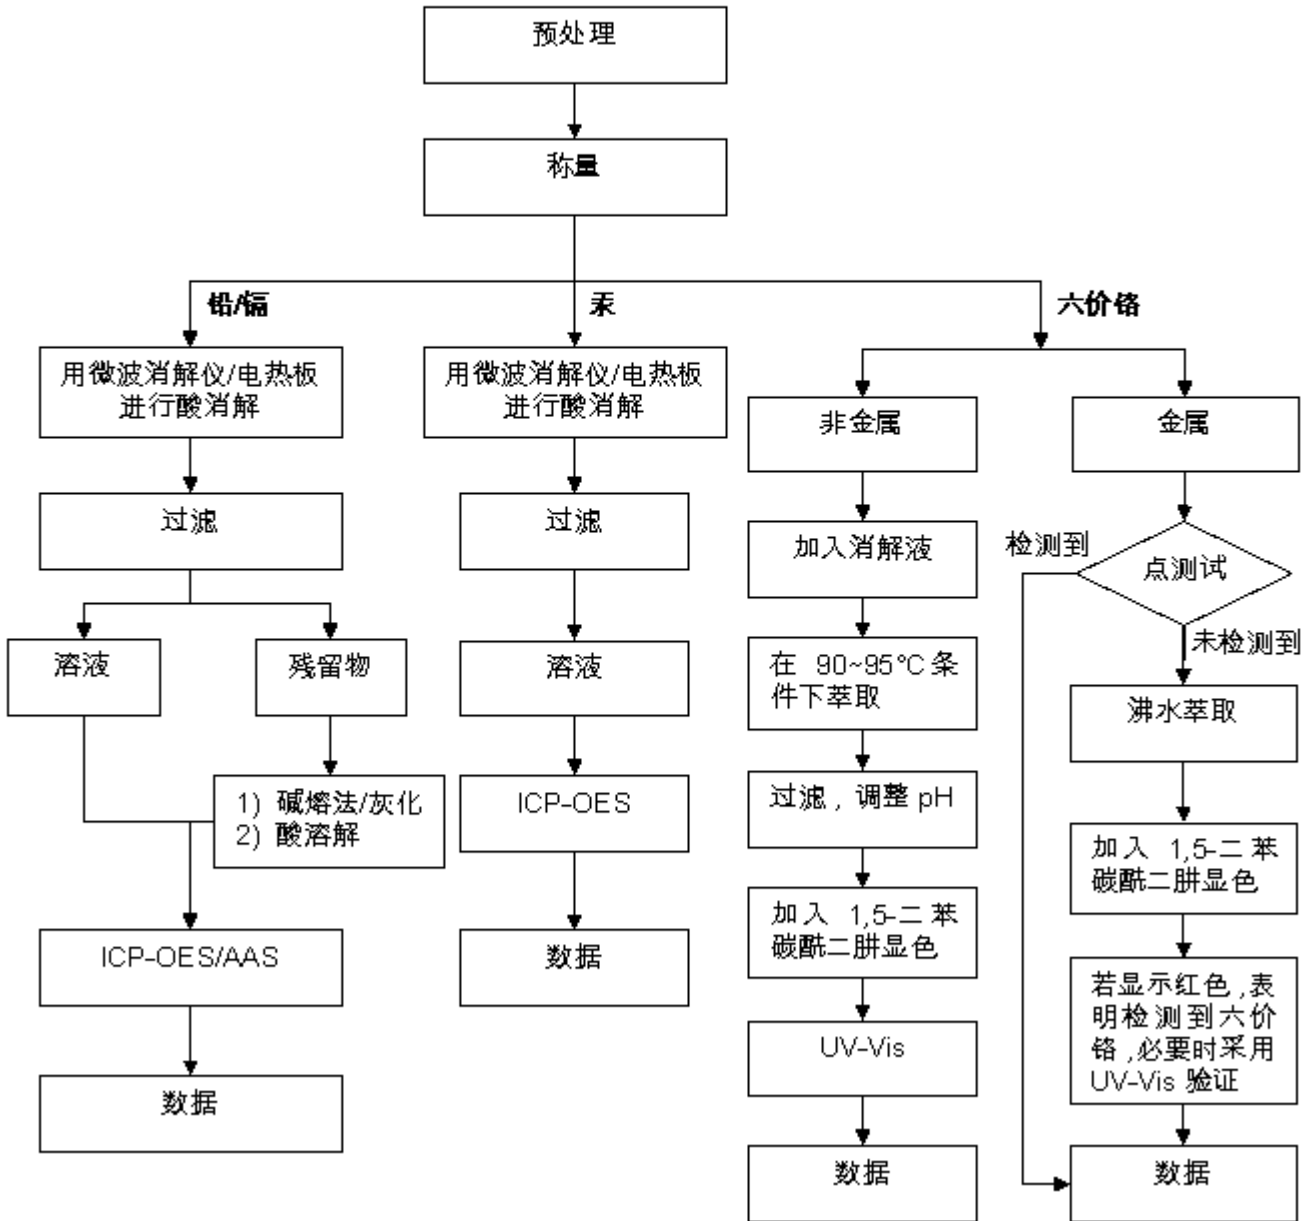 预处理
称量
铅/镉
汞
六价铬
用微波消解仪/电热板
进行酸消解
用微波消解仪/电热板
进行酸消解
非金属
金属
过滤
过滤
加入消解液
检测到
点测试
未检测到
溶液
残留物
溶液
在 90~95°C 条
件下萃取
沸水萃取
1) 碱熔法/灰化
2) 酸溶解
ICP-OES
过滤，调整 pH
加入 1,5-二苯
碳酰二肼显色
加入 1,5-二苯
碳酰二肼显色
ICP-OES/AAS
数据
若显示红色,表
明检测到六价
铬,必要时采用
UV-Vis 验证
UV-Vis
数据
数据
数据